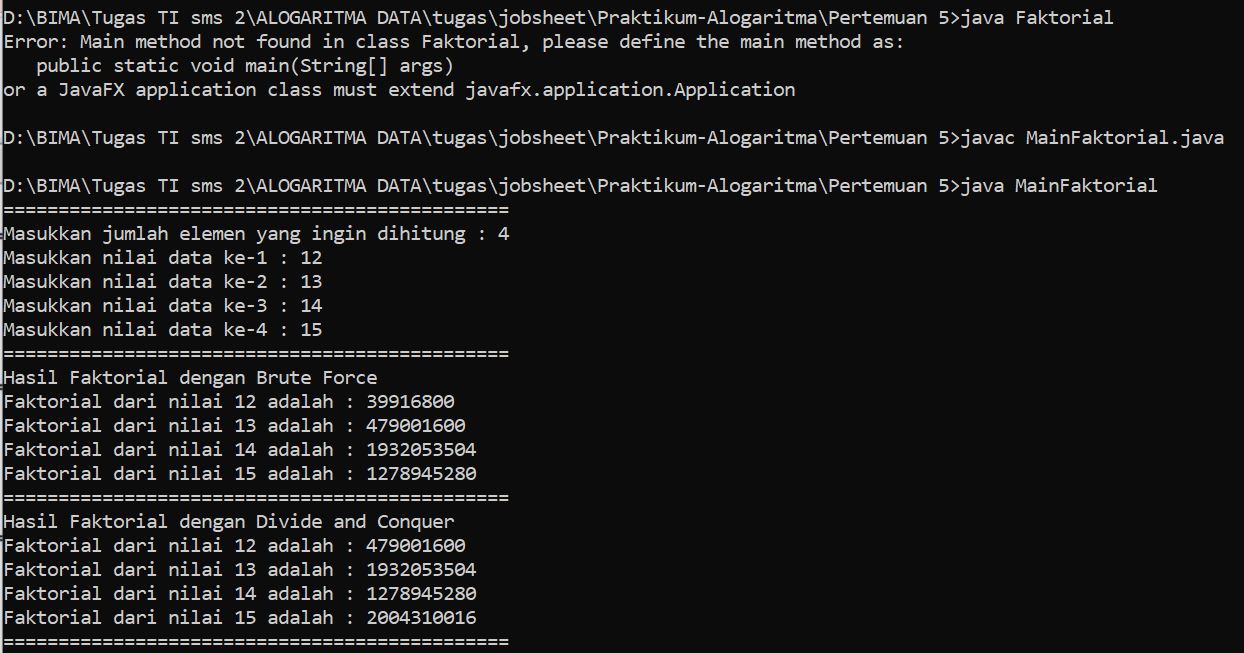 D:\BIMA\Tugas TI sms 2\ALOGARITMA DATA\tugas\jobsheet\Praktikum-Alogaritma\Pertemuan 5>java Faktorial
Error: Main method not found in class Faktorial, please define the main method as:
   public static void main(String[] args)
or a JavaFX application class must extend javafx.application.Application
D:\BIMA\Tugas TI sms 2\ALOGARITMA DATA\tugas\jobsheet\Praktikum-Alogaritma\Pertemuan 5>javac MainFaktorial.java
D:\BIMA\Tugas TI sms 2\ALOGARITMA DATA\tugas\jobsheet\Praktikum-Alogaritma\Pertemuan 5>java MainFaktorial
==============================================
Masukkan jumlah elemen yang ingin dihitung : 4
Masukkan nilai data ke-1 : 12
Masukkan nilai data ke-2 : 13
Masukkan nilai data ke-3 : 14
Masukkan nilai data ke-4 : 15
==============================================
Hasil Faktorial dengan Brute Force
Faktorial dari nilai 12 adalah : 39916800
Faktorial dari nilai 13 adalah : 479001600
Faktorial dari nilai 14 adalah : 1932053504
Faktorial dari nilai 15 adalah : 1278945280
==============================================
Hasil Faktorial dengan Divide and Conquer
Faktorial dari nilai 12 adalah : 479001600
Faktorial dari nilai 13 adalah : 1932053504
Faktorial dari nilai 14 adalah : 1278945280
Faktorial dari nilai 15 adalah : 2004310016
==============================================